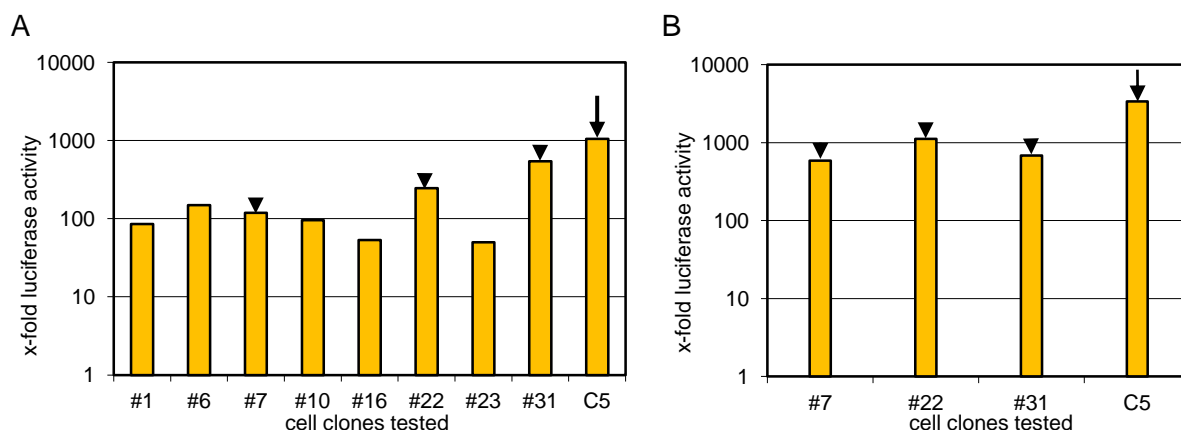 A
x-fold luciferase activity
10000
1000
100
10
1
#1 #6 #7 #10 #16 #22 #23 #31 C5
cell clones tested
B
x-fold luciferase activity
10000
1000
100
10
1
#7 #22 #31 C5
cell clones tested